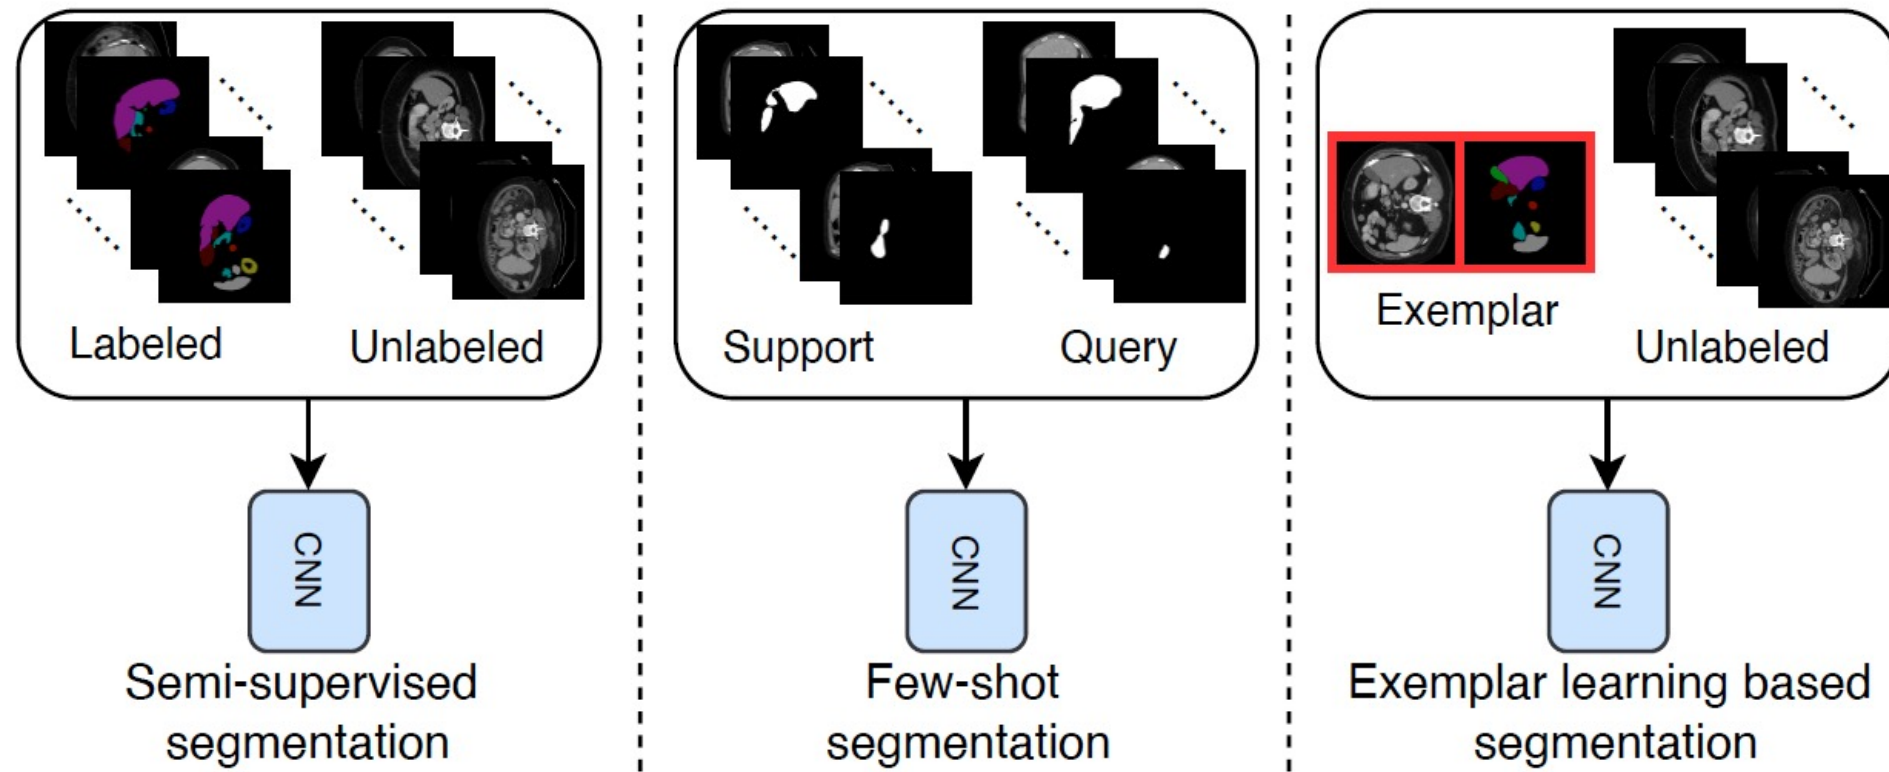 Labeled
Unlabeled
CNN
Semi-supervised
segmentation
Support
Query
CNN
Few-shot
segmentation
Exemplar
Unlabeled
CNN
Exemplar learning based
segmentation